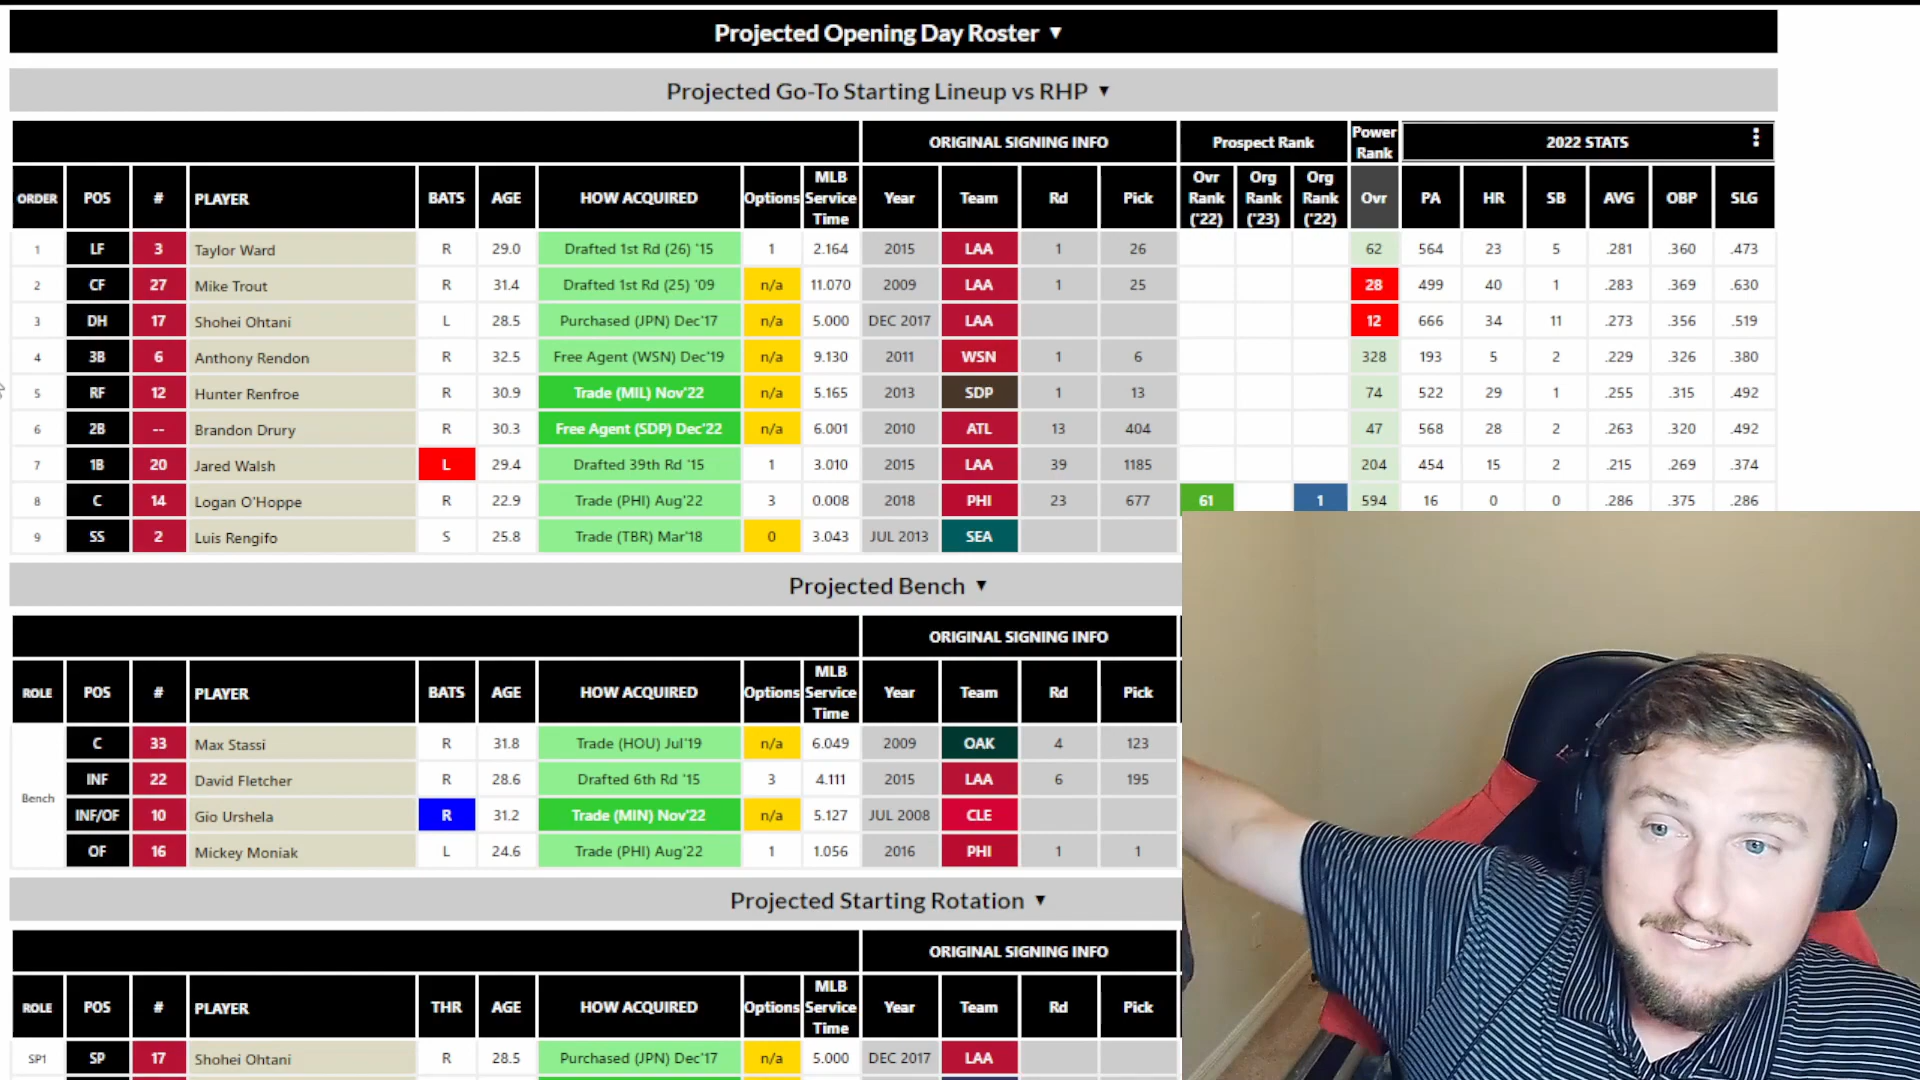 Projected Opening Day Roster ▼
Projected Go-To Starting Lineup vs RHP ▼
ORIGINAL SIGNING INFO Prospect Rank Power Rank 2022 STATS
ORDER POS # PLAYER BATS AGE HOW ACQUIRED Options MLB Service Time Year Team Rd Pick Ovr Rank ('22) Org Rank ('23) Org Rank ('22) Ovr PA HR SB AVG OBP SLG
1 LF 3 Taylor Ward R 29.0 Drafted 1st Rd (26) '15 1 2.164 2015 LAA 1 26 62 564 23 5 .281 .360 .473
2 CF 27 Mike Trout R 31.4 Drafted 1st Rd (25) '09 n/a 11.070 2009 LAA 1 25 28 499 40 1 .283 .369 .630
3 DH 17 Shohei Ohtani L 28.5 Purchased (JPN) Dec'17 n/a 5.000 DEC 2017 LAA 12 666 34 11 .273 .356 .519
4 3B 6 Anthony Rendon R 32.5 Free Agent (WSN) Dec'19 n/a 9.130 2011 WSN 1 6 328 193 5 2 .229 .326 .380
5 RF 12 Hunter Renfroe R 30.9 Trade (MIL) Nov'22 n/a 5.165 2013 SDP 1 13 74 522 29 1 .255 .315 .492
6 2B -- Brandon Drury R 30.3 Free Agent (SDP) Dec'22 n/a 6.001 2010 ATL 13 404 47 568 28 2 .263 .320 .492
7 1B 20 Jared Walsh L 29.4 Drafted 39th Rd '15 1 3.010 2015 LAA 39 1185 204 454 15 2 .215 .269 .374
8 C 14 Logan O'Hoppe R 22.9 Trade (PHI) Aug'22 3 0.008 2018 PHI 23 677 61 1 594 16 0 0 .286 .375 .286
9 SS 2 Luis Rengifo S 25.8 Trade (TBR) Mar'18 0 3.043 JUL 2013 SEA
Projected Bench ▼
ORIGINAL SIGNING INFO
ROLE POS # PLAYER BATS AGE HOW ACQUIRED Options MLB Service Time Year Team Rd Pick
Bench
C 33 Max Stassi R 31.8 Trade (HOU) Jul'19 n/a 6.049 2009 OAK 4 123
INF 22 David Fletcher R 28.6 Drafted 6th Rd '15 3 4.111 2015 LAA 6 195
INF/OF 10 Gio Urshela R 31.2 Trade (MIN) Nov'22 n/a 5.127 JUL 2008 CLE
OF 16 Mickey Moniak L 24.6 Trade (PHI) Aug'22 1 1.056 2016 PHI 1 1
Projected Starting Rotation ▼
ORIGINAL SIGNING INFO
ROLE POS # PLAYER THR AGE HOW ACQUIRED Options MLB Service Time Year Team Rd Pick
SP1 SP 17 Shohei Ohtani R 28.5 Purchased (JPN) Dec'17 n/a 5.000 DEC 2017 LAA